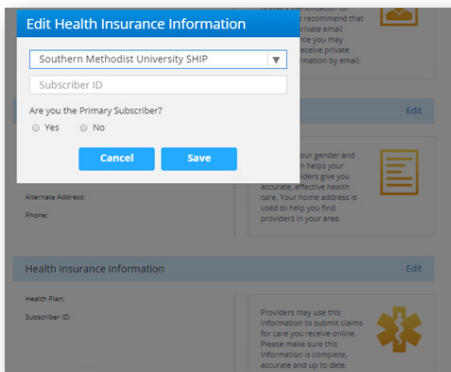 Edit Health Insurance Information
Southern Methodist University SHIP
Subscriber ID
Are you the Primary Subscriber?
Yes
No
Cancel
Save
recommend that
private email
you may
receive private
by email.
Edit
your gender and
helps your
give you
accurate, effective health
care. Your home address is
used to help you find
providers in your area.
Alternate Address:
Phone:
Health Insurance Information
Edit
Health Plan:
Subscriber ID:
Providers may use this
information to submit claims
for care you receive online.
Please make sure this
information is complete,
accurate and up to date.